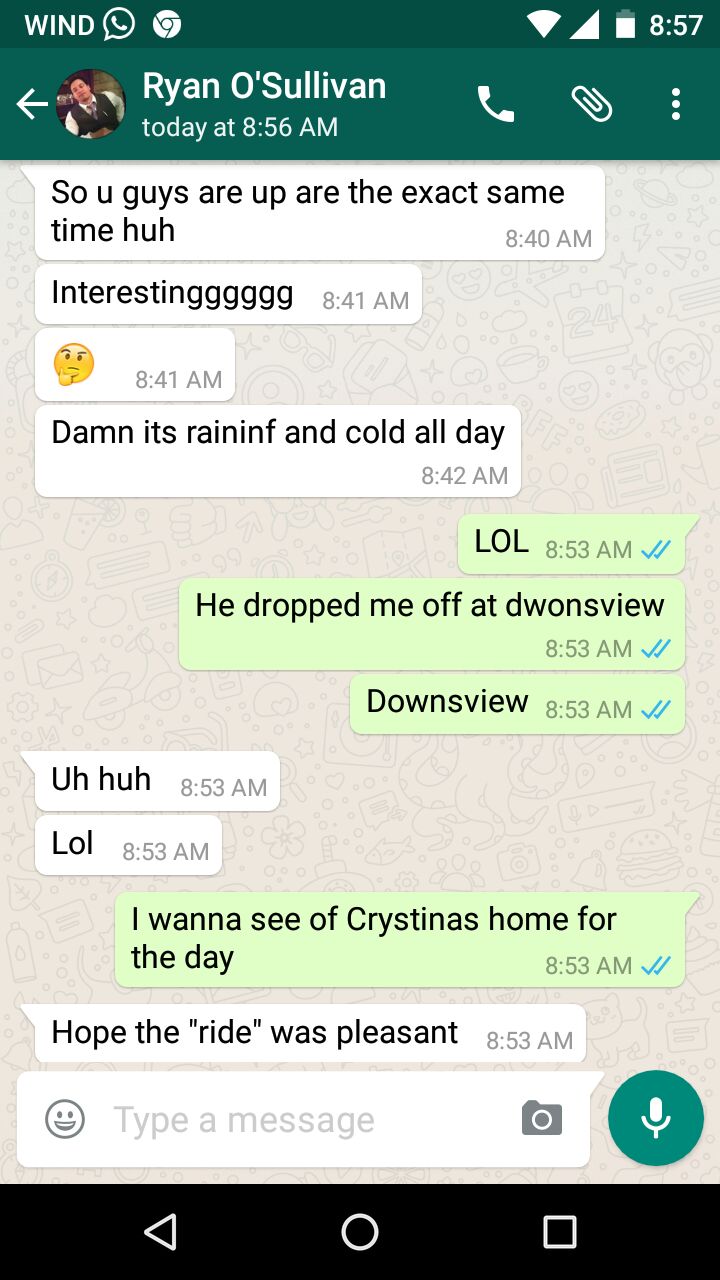 WIND 8:57
Ryan O'Sullivan
today at 8:56 AM
So u guys are up are the exact same
time huh
8:40 AM
Interestingggggg 8:41 AM
🤔 8:41 AM
Damn its raininf and cold all day
8:42 AM
LOL 8:53 AM
He dropped me off at dwonsview
8:53 AM
Downsview 8:53 AM
Uh huh 8:53 AM
Lol 8:53 AM
I wanna see of Crystinas home for
the day 8:53 AM
Hope the "ride" was pleasant 8:53 AM
Type a message